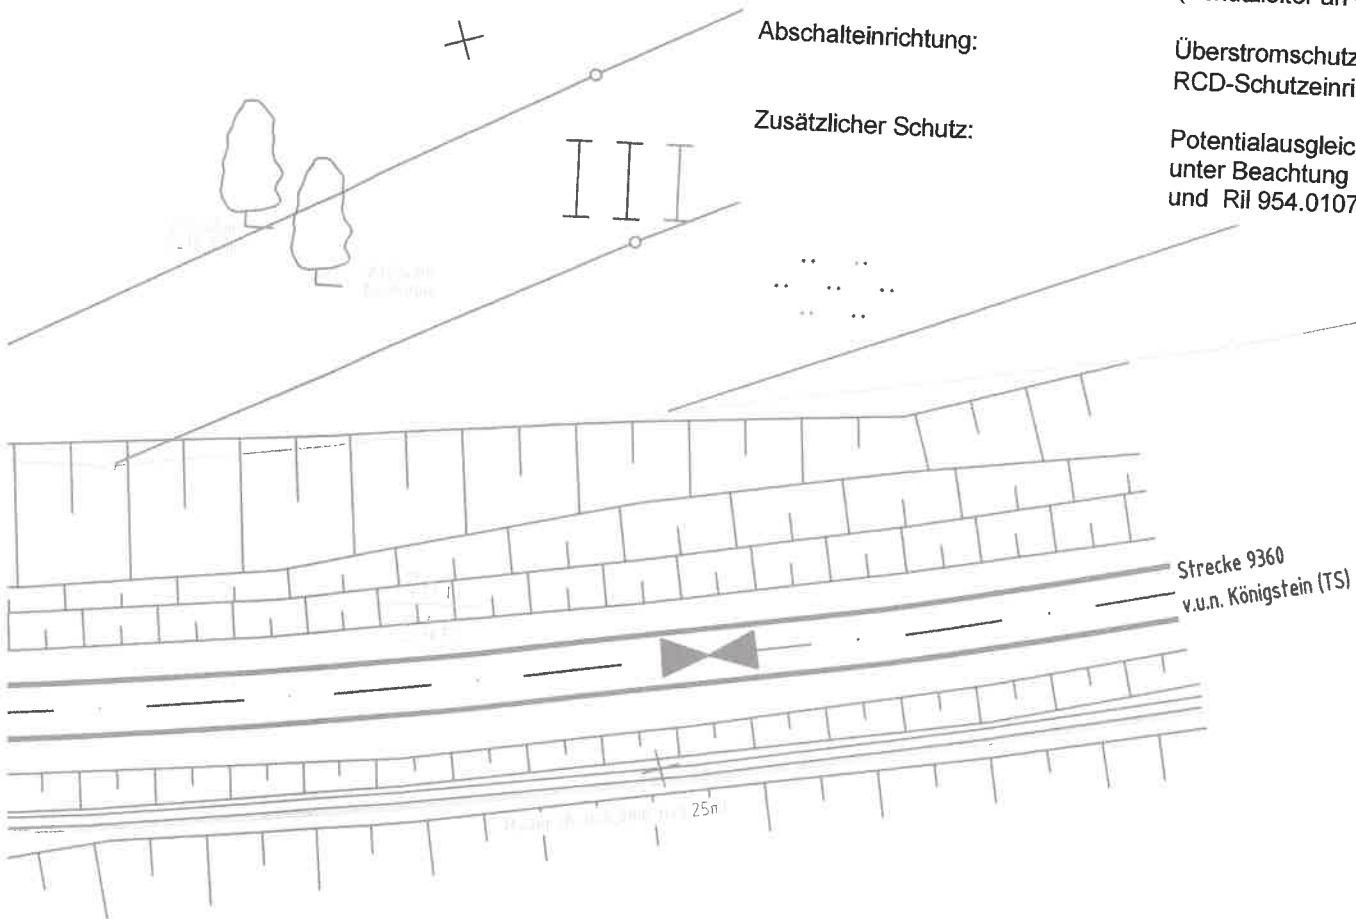 Abschalteinrichtung:
Überstromschutz
RCD-Schutzeinri
Zusätzlicher Schutz:
Potentialausgleic
unter Beachtung
und Ril 954.0107
Strecke 9360
v.u.n. Königstein (TS)